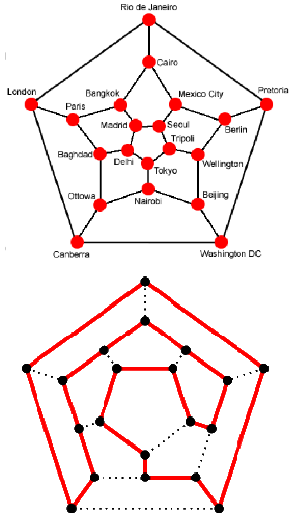 Rio de Janeiro
Cairo
London
Bangkok
Mexico City
Pretoria
Paris
Madrid
Seoul
Berlin
Tripoli
Baghdad
Delhi
Wellington
Tokyo
Ottowa
Nairobi
Beijing
Canberra
Washington DC